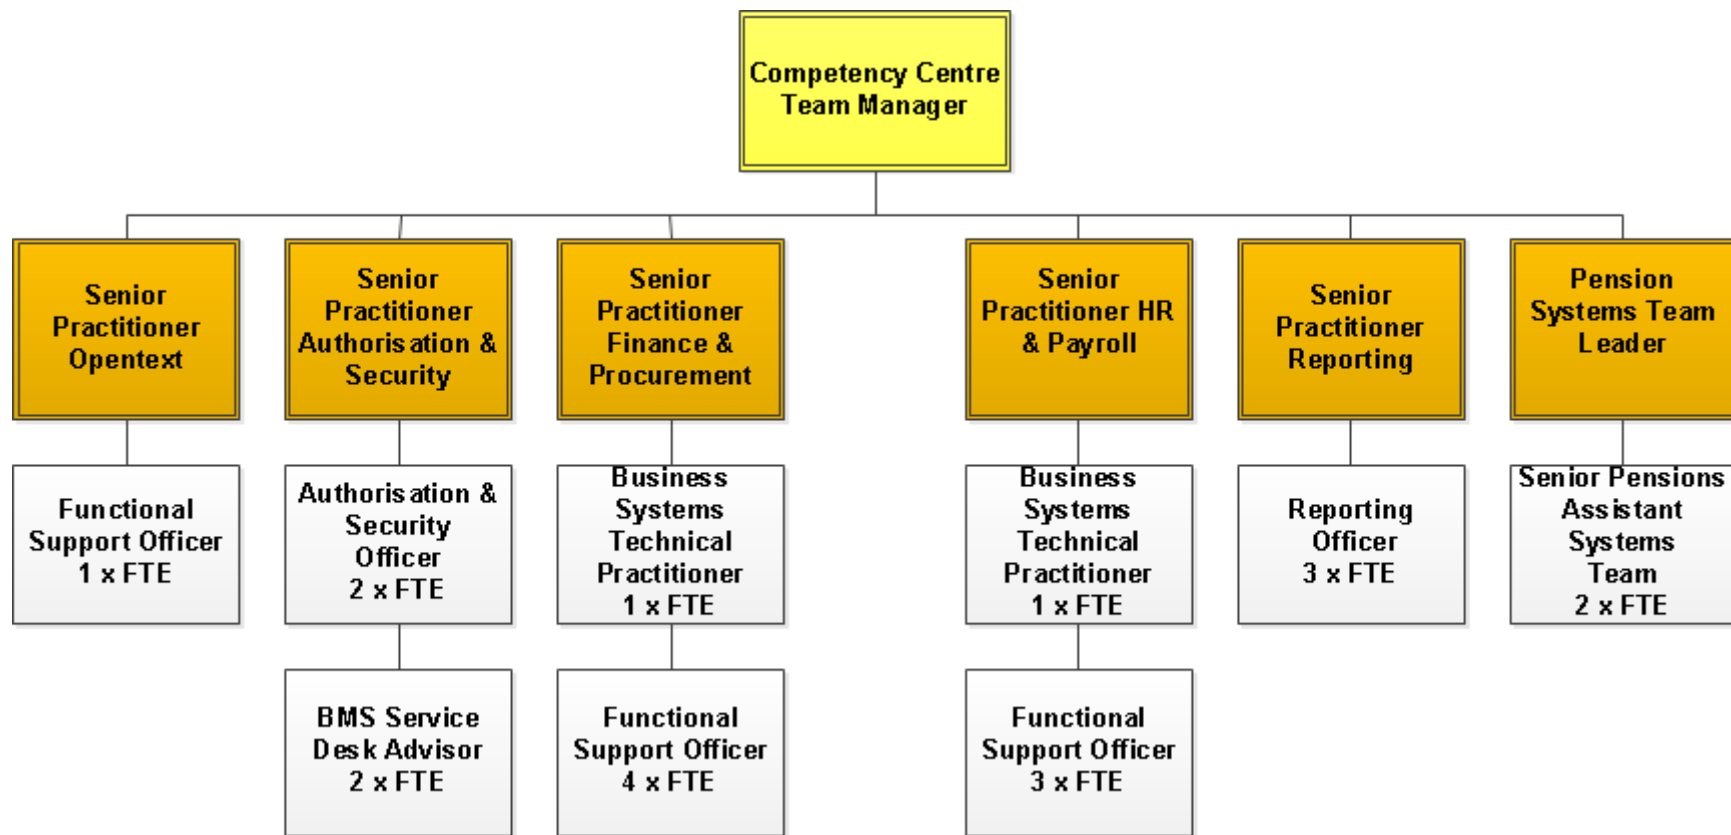 Competency Centre
Team Manager
Senior
Practitioner
Opentext
Senior
Practitioner
Authorisation &
Security
Senior
Practitioner
Finance &
Procurement
Senior
Practitioner HR
& Payroll
Senior
Practitioner
Reporting
Pension
Systems Team
Leader
Functional
Support Officer
1 x FTE
Authorisation &
Security
Officer
2 x FTE
Business
Systems
Technical
Practitioner
1 x FTE
Business
Systems
Technical
Practitioner
1 x FTE
Reporting
Officer
3 x FTE
Senior Pensions
Assistant
Systems
Team
2 x FTE
BMS Service
Desk Advisor
2 x FTE
Functional
Support Officer
4 x FTE
Functional
Support Officer
3 x FTE